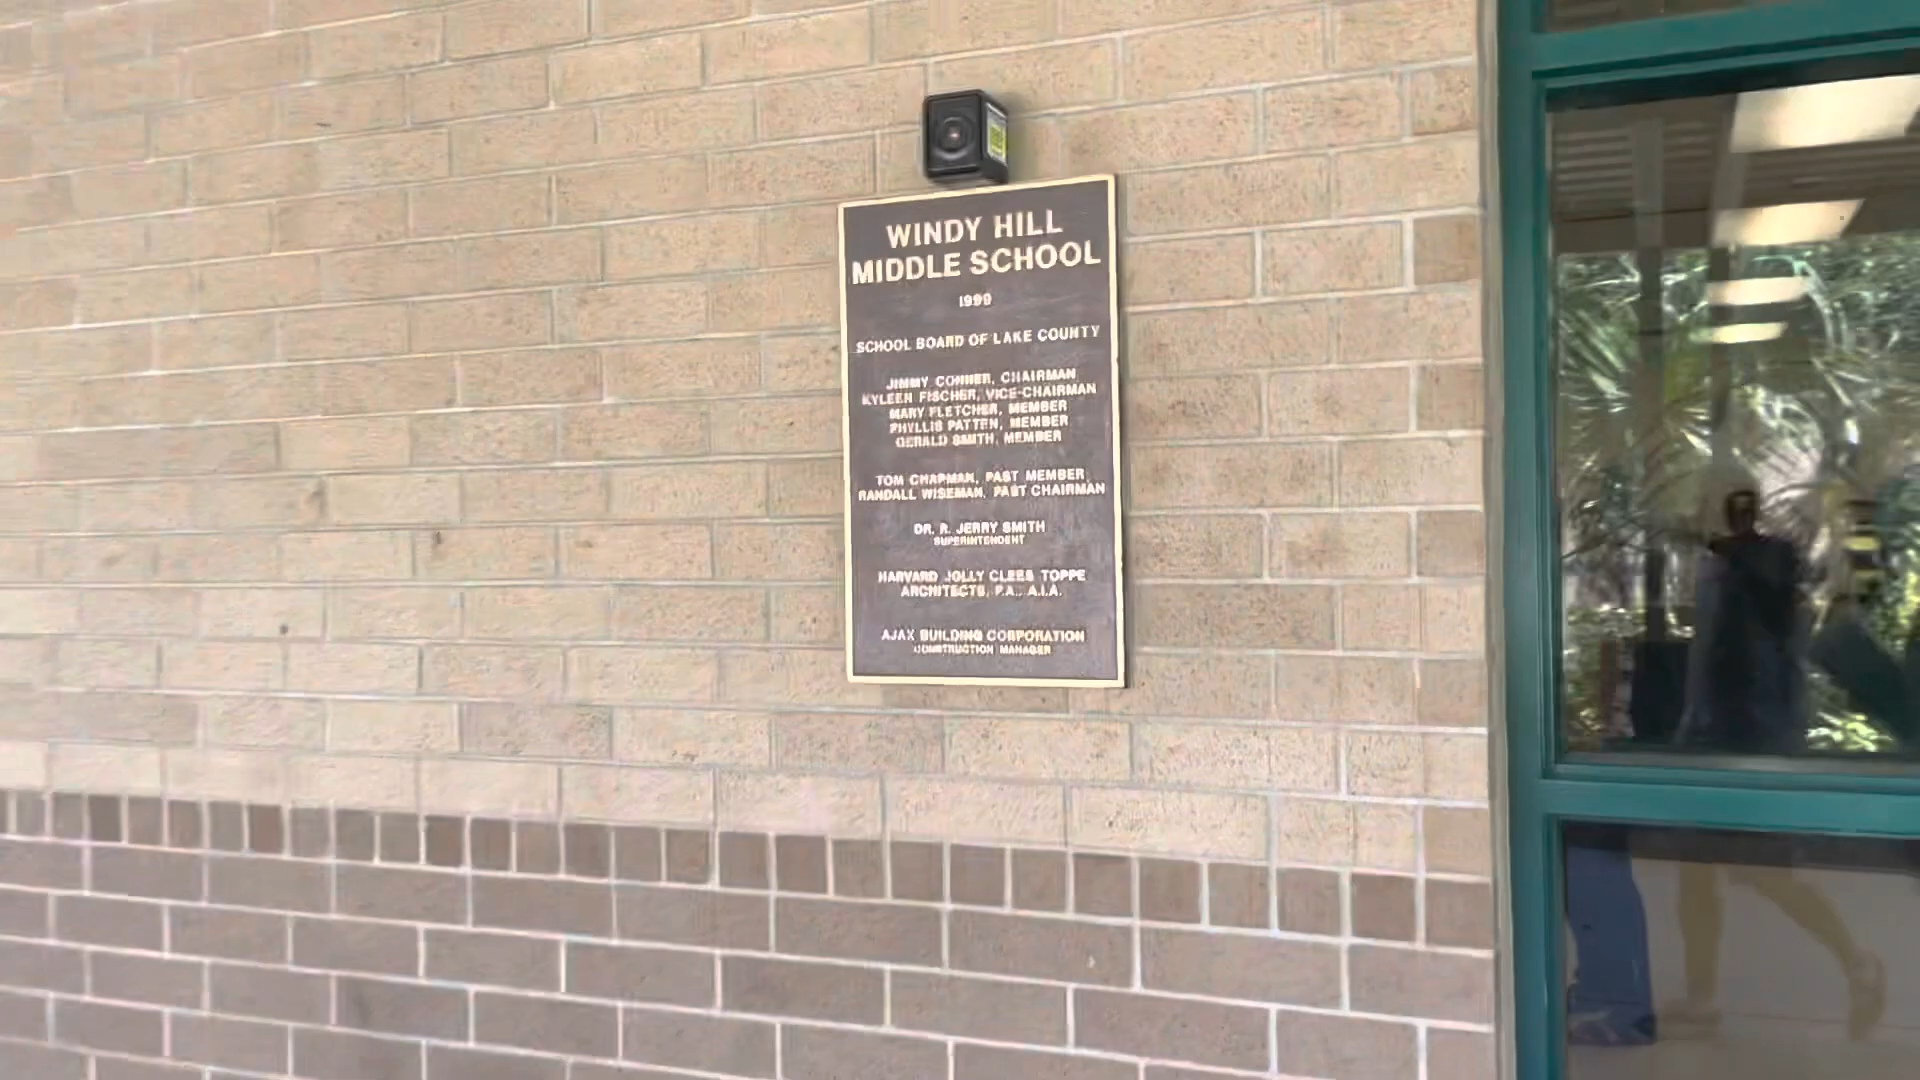 WINDY HILL
MIDDLE SCHOOL
1999
SCHOOL BOARD OF LAKE COUNTY
JIMMY CONNER, CHAIRMAN
KYLEEN FISCHER, VICE-CHAIRMAN
MARY FLETCHER, MEMBER
PHYLLIS PATTEN, MEMBER
GERALD SMITH, MEMBER
TOM CHAPMAN, PAST MEMBER
RANDALL WISEMAN, PAST CHAIRMAN
DR. R. JERRY SMITH
SUPERINTENDENT
HARVARD JOLLY CLEES TOPPE
ARCHITECTS, P.A., A.I.A.
AJAX BUILDING CORPORATION
CONSTRUCTION MANAGER